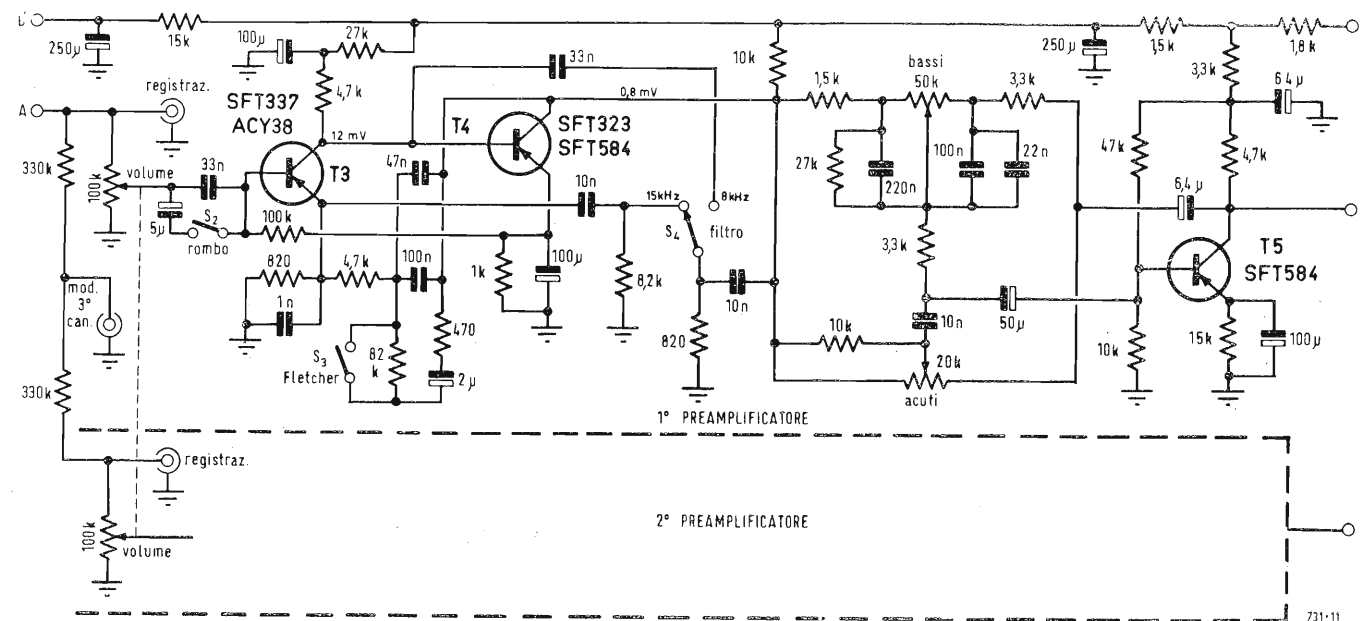 250µ
15k
100µ
27k
4,7k
33n
10k
1,5k
bassi
50k
3,3k
250µ
1,5k
1,8k
3,3k
64µ
A
registraz.
SFT337
ACY38
12 mV
T4
0,8 mV
SFT323
SFT584
T3
330k
100k
volume
33n
5µ
S2
rombo
100k
47n
10n
15kHz
8kHz
S4
filtro
27k
220n
100n
22n
47k
4,7k
6,4µ
T5
SFT584
820
4,7k
100n
1k
100µ
8,2k
10n
3,3k
mod.
3°
can.
1n
S3
Fletcher
82
k
470
2µ
820
10k
10n
50µ
20k
acuti
10k
15k
100µ
330k
1° PREAMPLIFICATORE
registraz.
100k
volume
2° PREAMPLIFICATORE
731·11